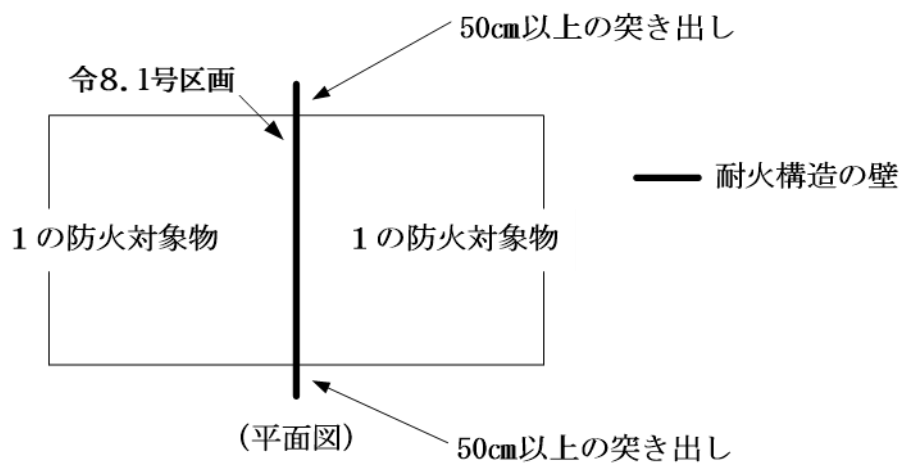 50cm以上の突き出し
令8.1号区画
耐火構造の壁
1の防火対象物
1の防火対象物
(平面図)
50cm以上の突き出し